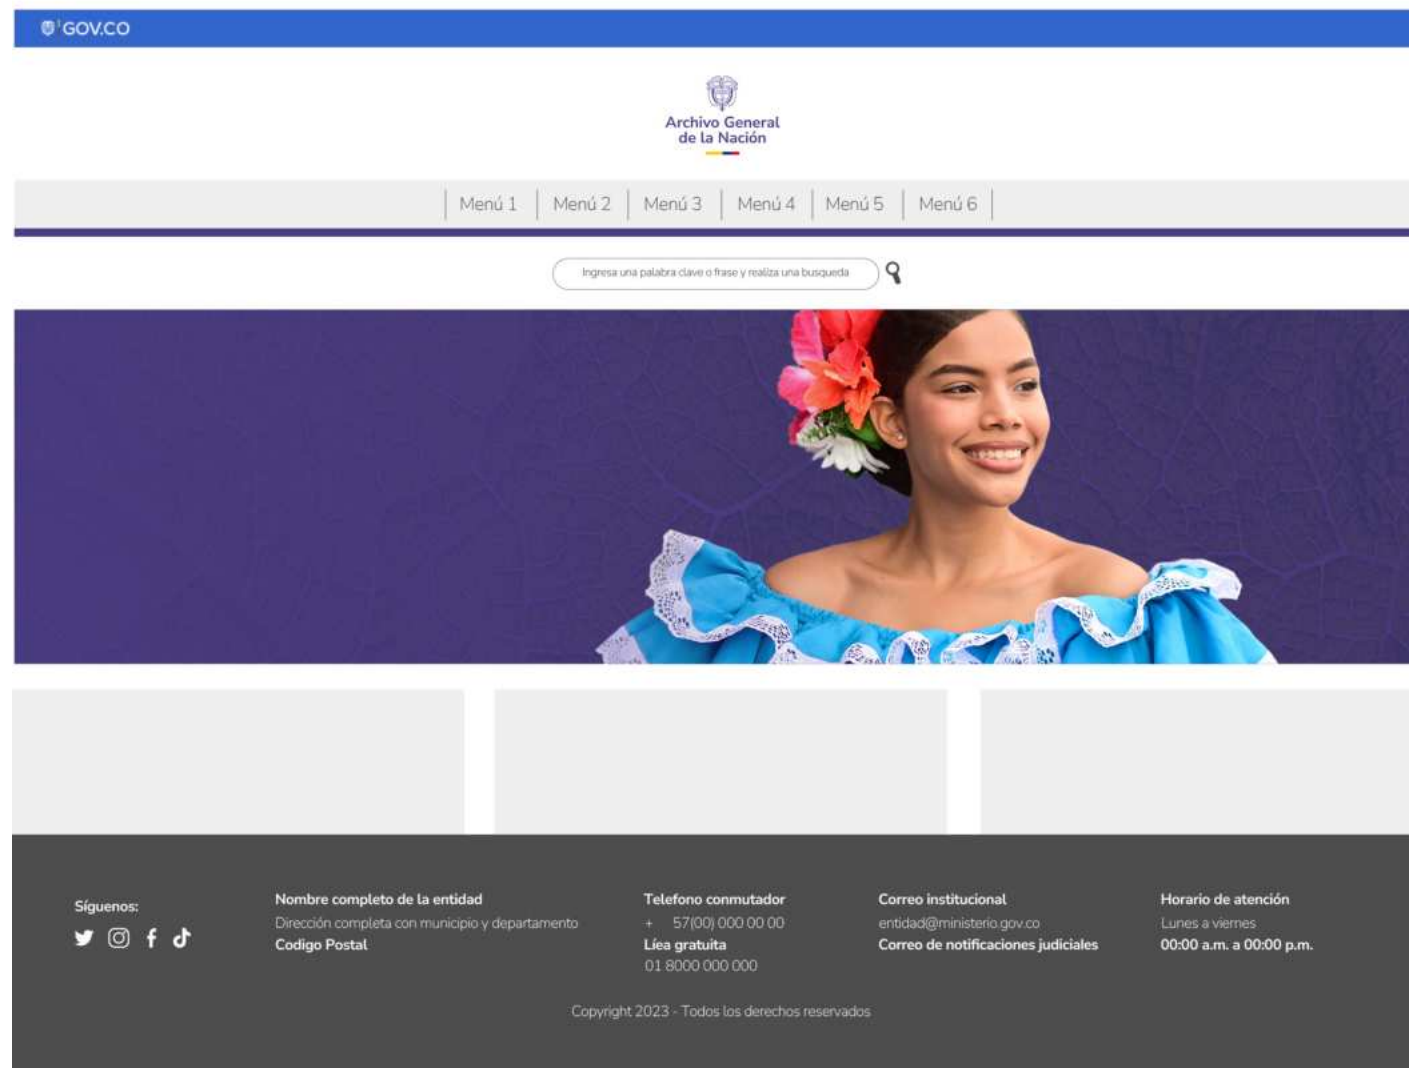 GOV.CO
Archivo General
de la Nación
Menú 1
Menú 2
Menú 3
Menú 4
Menú 5
Menú 6
Ingresa una palabra clave o frase y realiza una busqueda
Síguenos:
Nombre completo de la entidad
Dirección completa con municipio y departamento
Codigo Postal
Telefono conmutador
+ 57(00) 000 00 00
Líea gratuita
01 8000 000 000
Correo institucional
entidad@ministerio.gov.co
Correo de notificaciones judiciales
Horario de atención
Lunes a viernes
00:00 a.m. a 00:00 p.m.
Copyright 2023 - Todos los derechos reservados